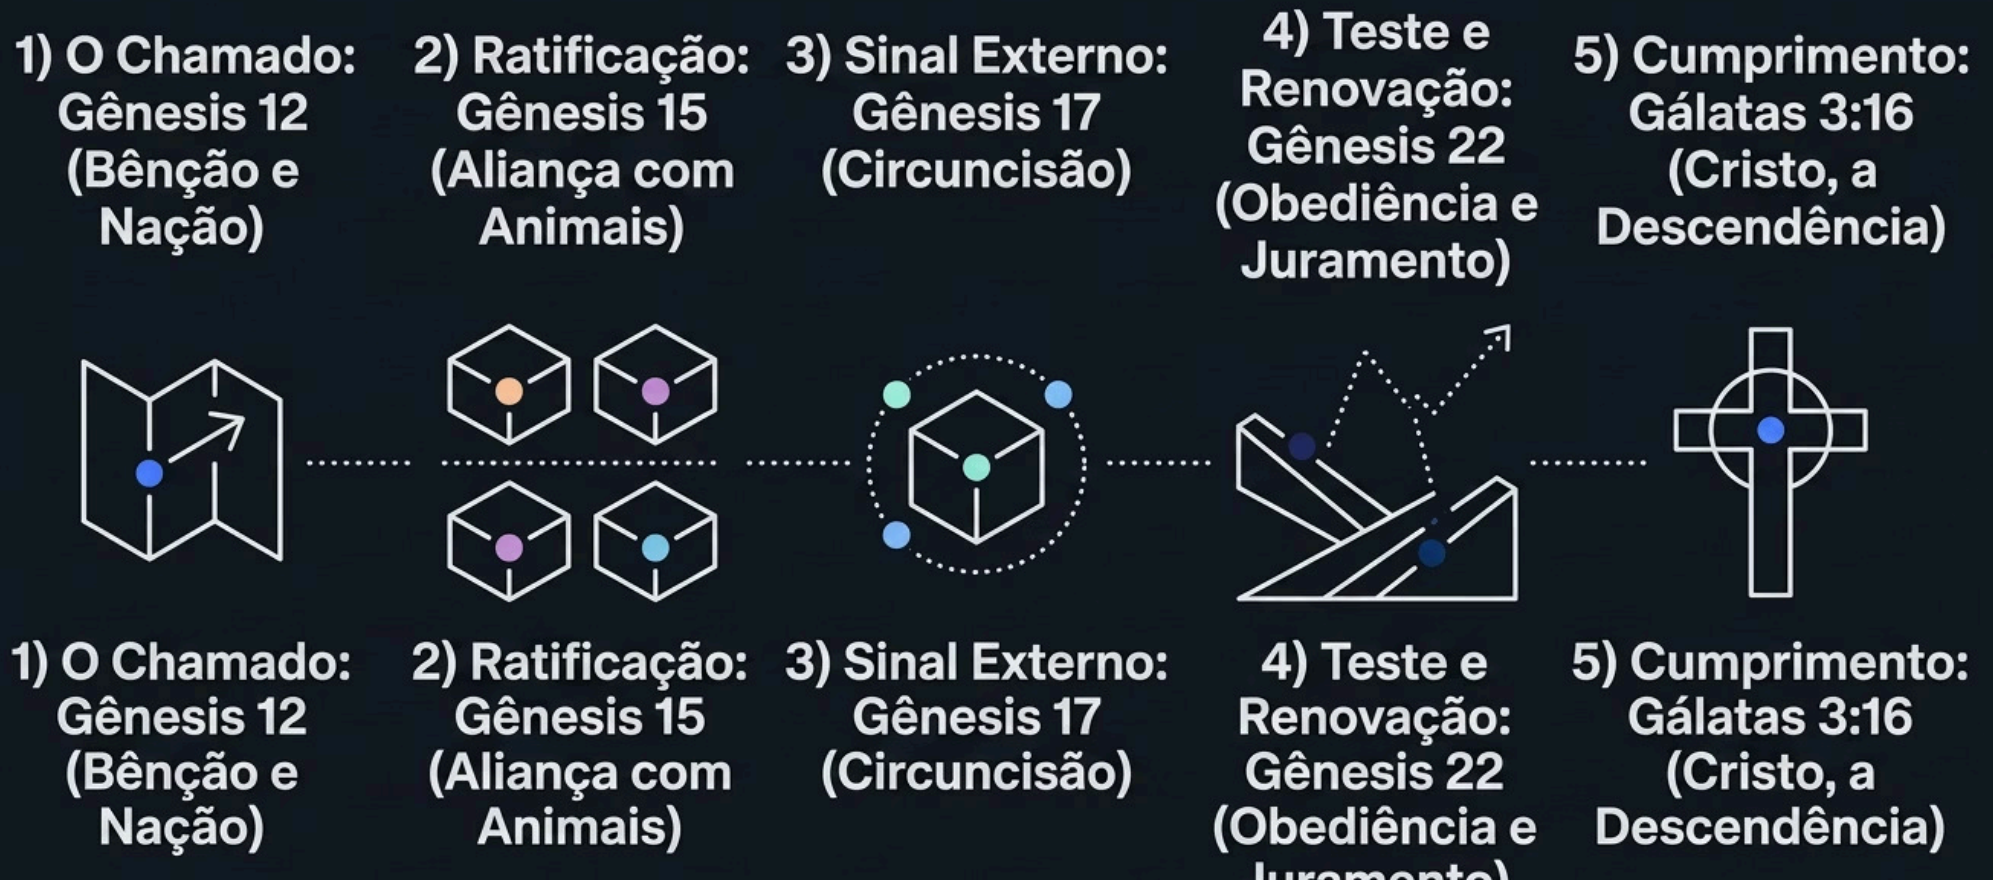 1) O Chamado:
Gênesis 12
(Bênção e
Nação)
2) Ratificação:
Gênesis 15
(Aliança com
Animais)
3) Sinal Externo:
Gênesis 17
(Circuncisão)
4) Teste e
Renovação:
Gênesis 22
(Obediência e
Juramento)
5) Cumprimento:
Gálatas 3:16
(Cristo, a
Descendência)
1) O Chamado:
Gênesis 12
(Bênção e
Nação)
2) Ratificação:
Gênesis 15
(Aliança com
Animais)
3) Sinal Externo:
Gênesis 17
(Circuncisão)
4) Teste e
Renovação:
Gênesis 22
(Obediência e
Juramento)
5) Cumprimento:
Gálatas 3:16
(Cristo, a
Descendência)